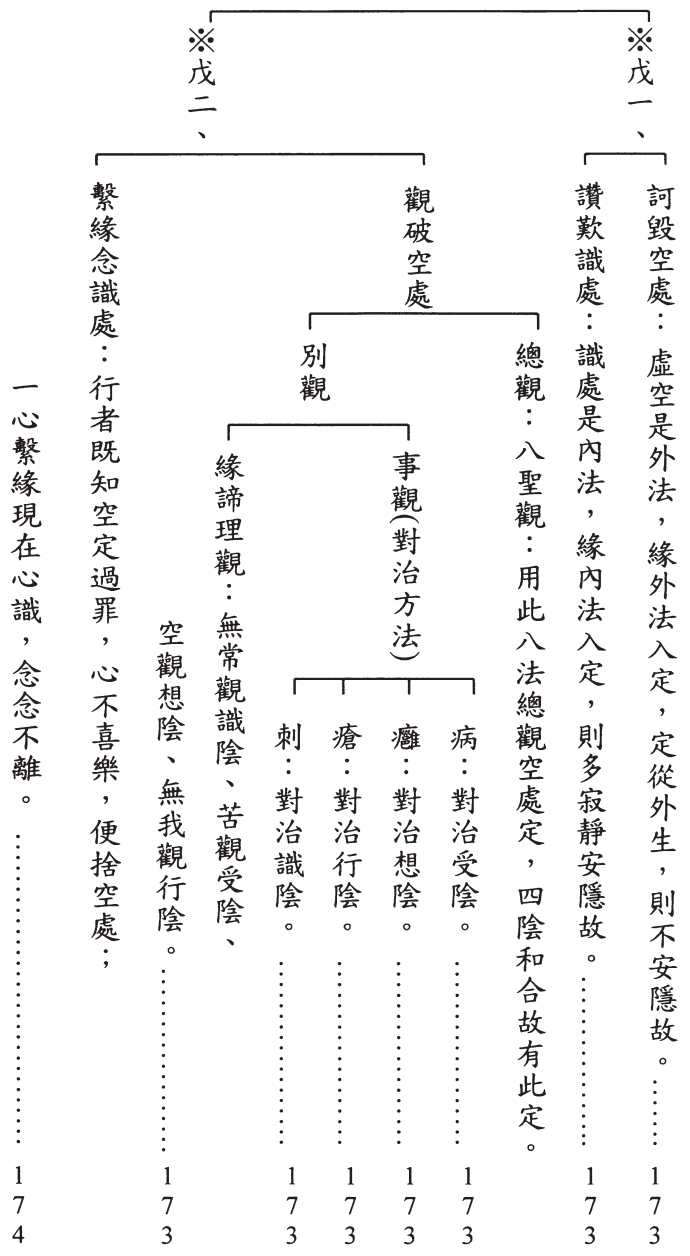 ※戊一、
訶毀空處：虛空是外法，緣外法入定，定從外生，則不安隱故。………173
讚歎識處：識處是內法，緣內法入定，則多寂靜安隱故。………………173
※戊二、
觀破空處
總觀：八聖觀：用此八法總觀空處定，四陰和合故有此定。
別觀
事觀(對治方法)
病：對治受陰。………………173
癰：對治想陰。………………173
瘡：對治行陰。………………173
刺：對治識陰。………………173
緣諦理觀：無常觀識陰、苦觀受陰、
空觀想陰、無我觀行陰。………………173
繫緣念識處：行者既知空定過罪，心不喜樂，便捨空處；
一心繫緣現在心識，念念不離。………………………174